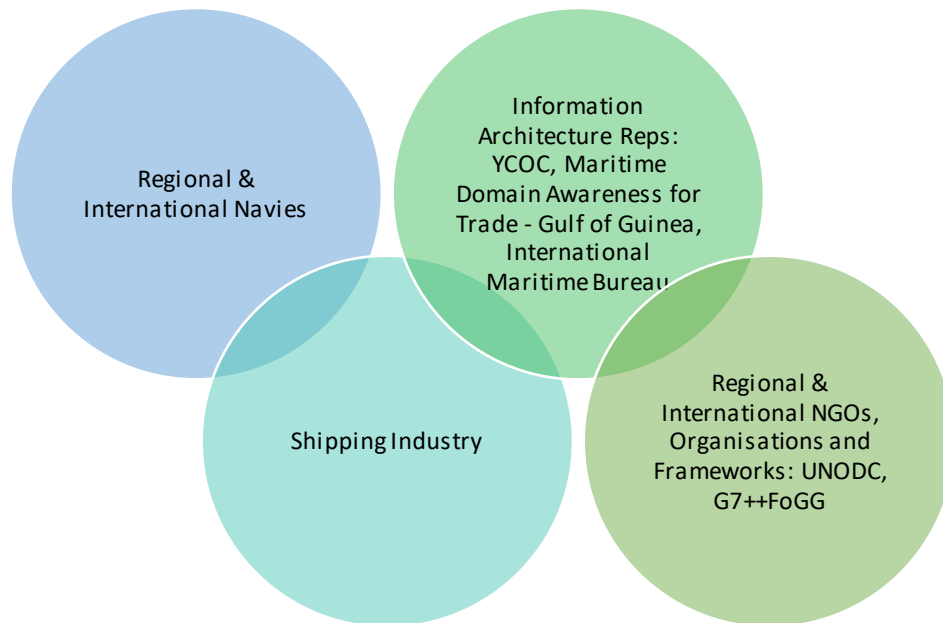 Regional &
International Navies
Information
Architecture Reps:
YCOC, Maritime
Domain Awareness for
Trade - Gulf of Guinea,
International
Maritime Bureau
Shipping Industry
Regional &
International NGOs,
Organisations and
Frameworks: UNODC,
G7++FoGG